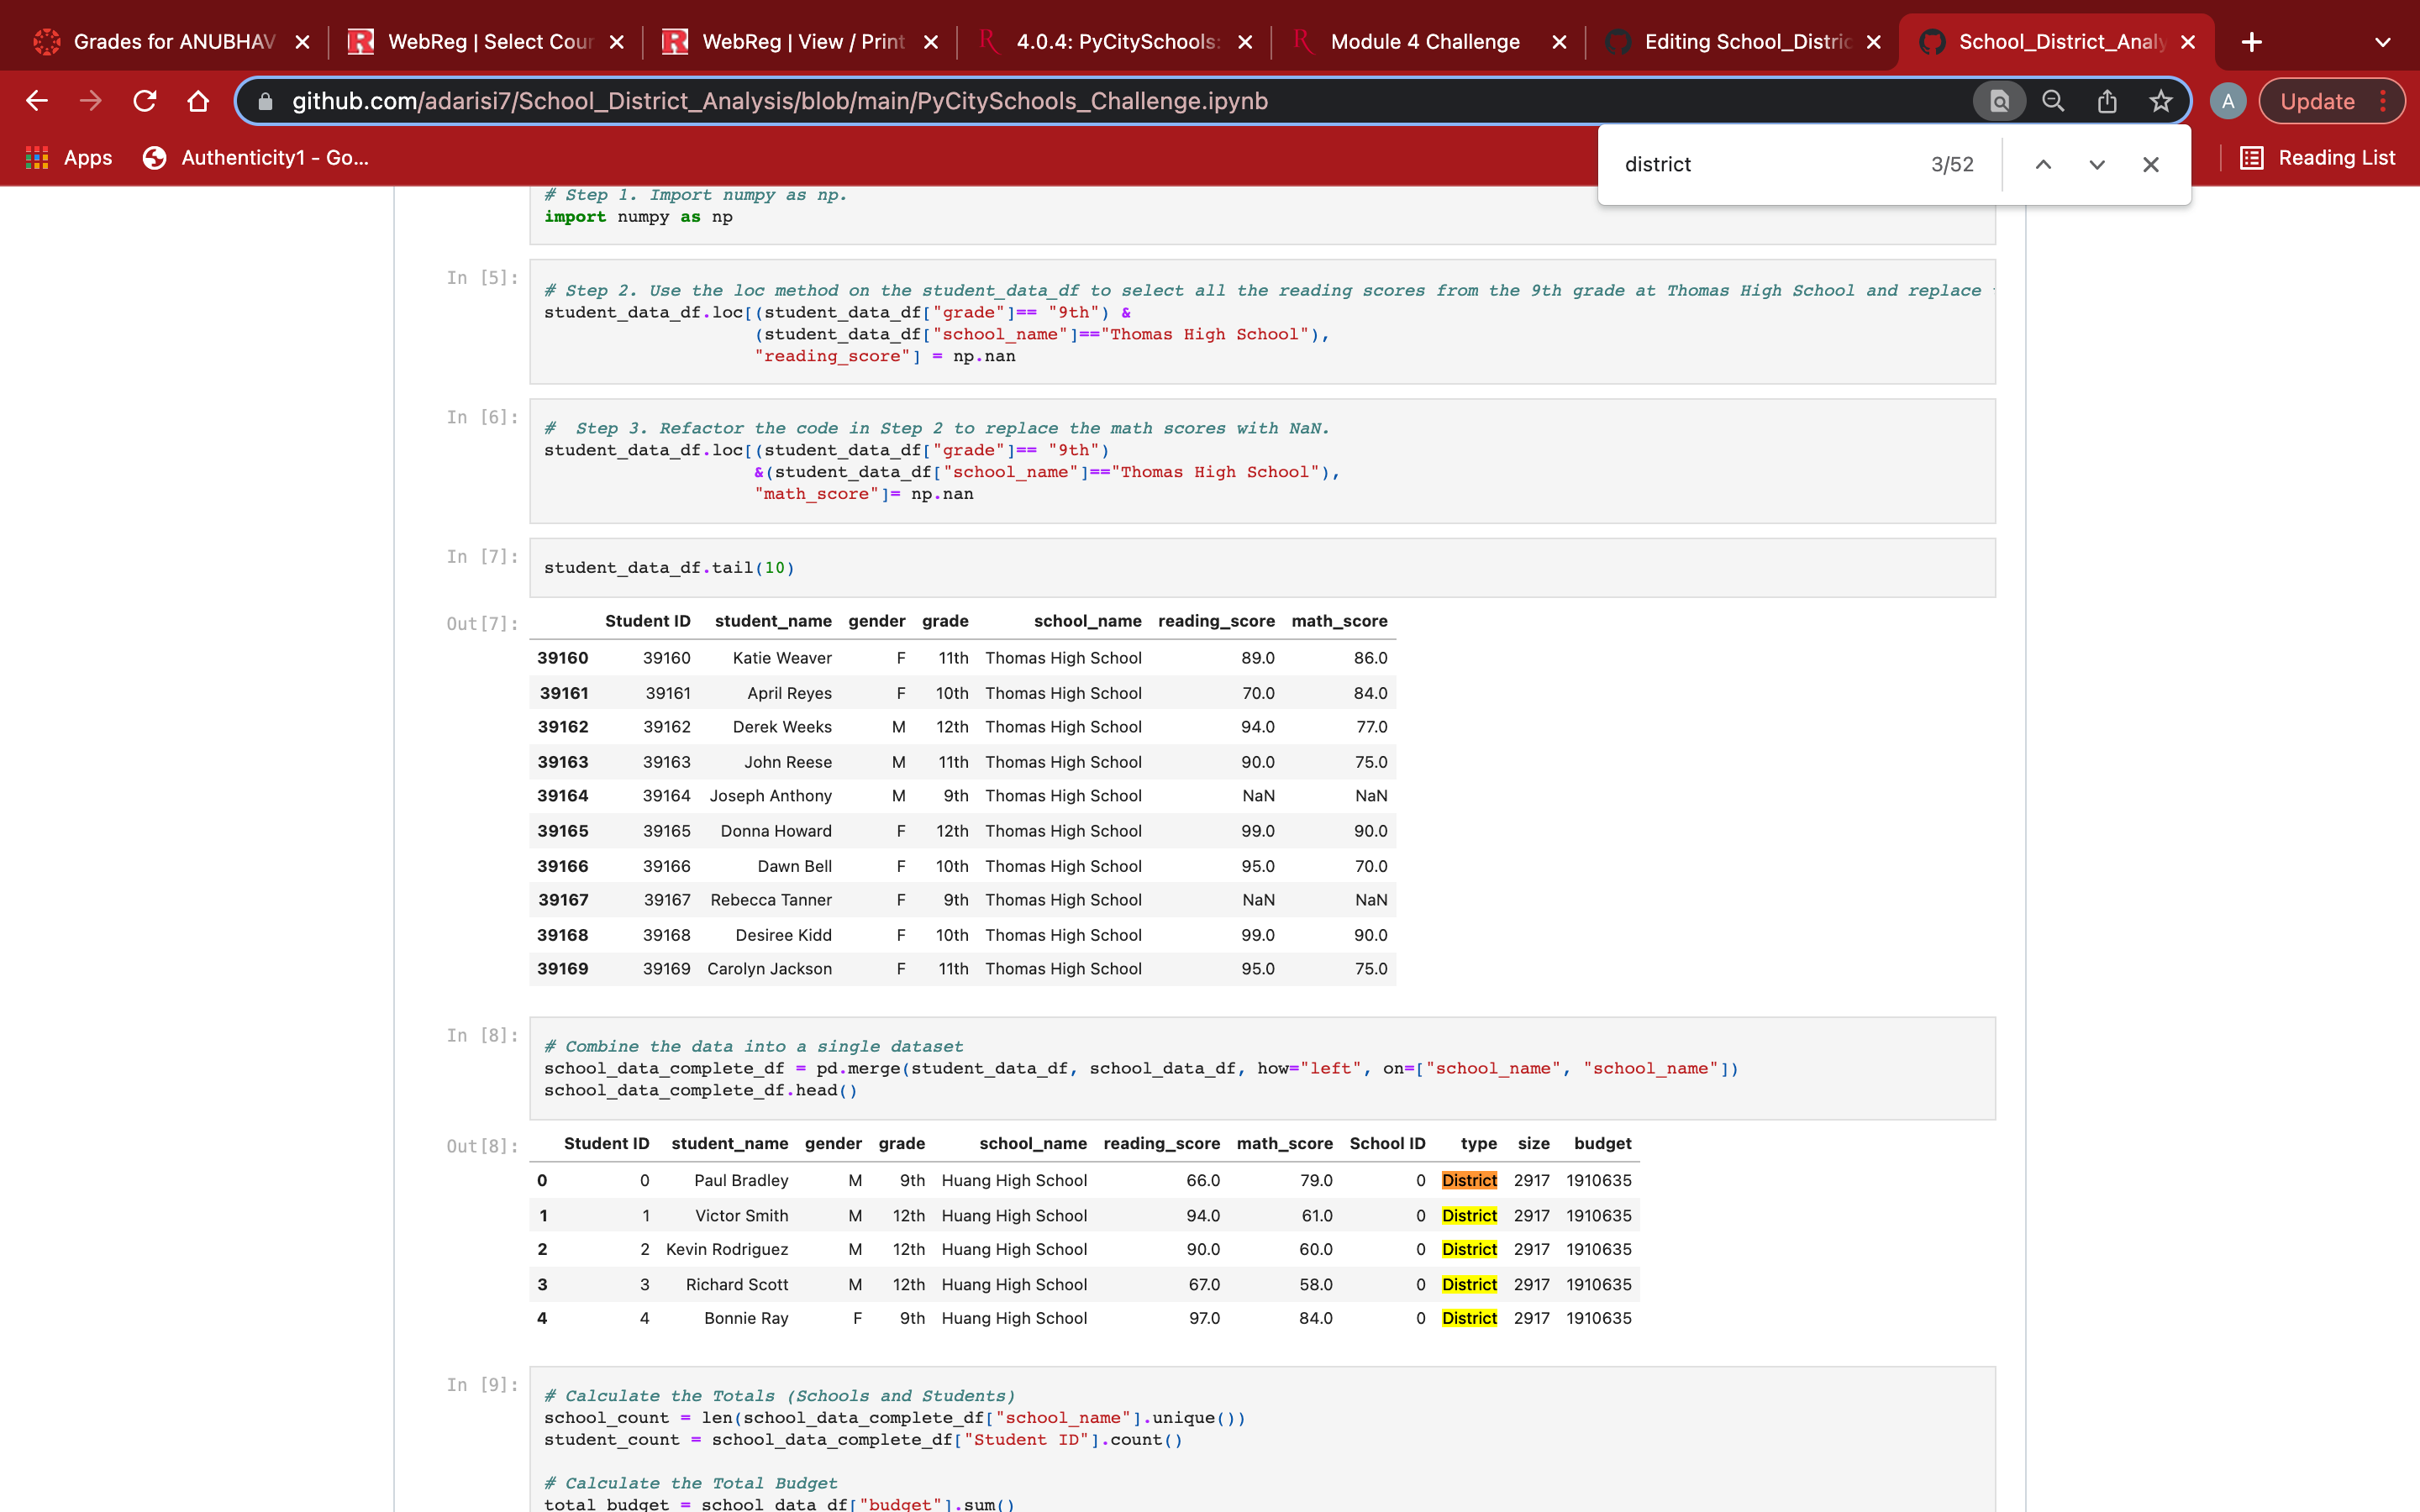 Grades for ANUBHAV
WebReg | Select Cour
WebReg | View / Print
4.0.4: PyCitySchools:
Module 4 Challenge
Editing School_Distric
School_District_Analy
github.com/adarisi7/School_District_Analysis/blob/main/PyCitySchools_Challenge.ipynb
A
Update
Apps
Authenticity1 - Go...
district 3/52
Reading List
# Step 1. Import numpy as np.
import numpy as np
In [5]:
# Step 2. Use the loc method on the student_data_df to select all the reading scores from the 9th grade at Thomas High School and replace
student_data_df.loc[(student_data_df["grade"]== "9th") &
(student_data_df["school_name"]=="Thomas High School"),
"reading_score"] = np.nan
In [6]:
#  Step 3. Refactor the code in Step 2 to replace the math scores with NaN.
student_data_df.loc[(student_data_df["grade"]== "9th")
&(student_data_df["school_name"]=="Thomas High School"),
"math_score"]= np.nan
In [7]:
student_data_df.tail(10)
Out[7]:
Student ID student_name gender grade school_name reading_score math_score
39160 39160 Katie Weaver F 11th Thomas High School 89.0 86.0
39161 39161 April Reyes F 10th Thomas High School 70.0 84.0
39162 39162 Derek Weeks M 12th Thomas High School 94.0 77.0
39163 39163 John Reese M 11th Thomas High School 90.0 75.0
39164 39164 Joseph Anthony M 9th Thomas High School NaN NaN
39165 39165 Donna Howard F 12th Thomas High School 99.0 90.0
39166 39166 Dawn Bell F 10th Thomas High School 95.0 70.0
39167 39167 Rebecca Tanner F 9th Thomas High School NaN NaN
39168 39168 Desiree Kidd F 10th Thomas High School 99.0 90.0
39169 39169 Carolyn Jackson F 11th Thomas High School 95.0 75.0
In [8]:
# Combine the data into a single dataset
school_data_complete_df = pd.merge(student_data_df, school_data_df, how="left", on=["school_name", "school_name"])
school_data_complete_df.head()
Out[8]:
Student ID student_name gender grade school_name reading_score math_score School ID type size budget
0 0 Paul Bradley M 9th Huang High School 66.0 79.0 0 District 2917 1910635
1 1 Victor Smith M 12th Huang High School 94.0 61.0 0 District 2917 1910635
2 2 Kevin Rodriguez M 12th Huang High School 90.0 60.0 0 District 2917 1910635
3 3 Richard Scott M 12th Huang High School 67.0 58.0 0 District 2917 1910635
4 4 Bonnie Ray F 9th Huang High School 97.0 84.0 0 District 2917 1910635
In [9]:
# Calculate the Totals (Schools and Students)
school_count = len(school_data_complete_df["school_name"].unique())
student_count = school_data_complete_df["Student ID"].count()
# Calculate the Total Budget
total_budget = school_data_df["budget"].sum()